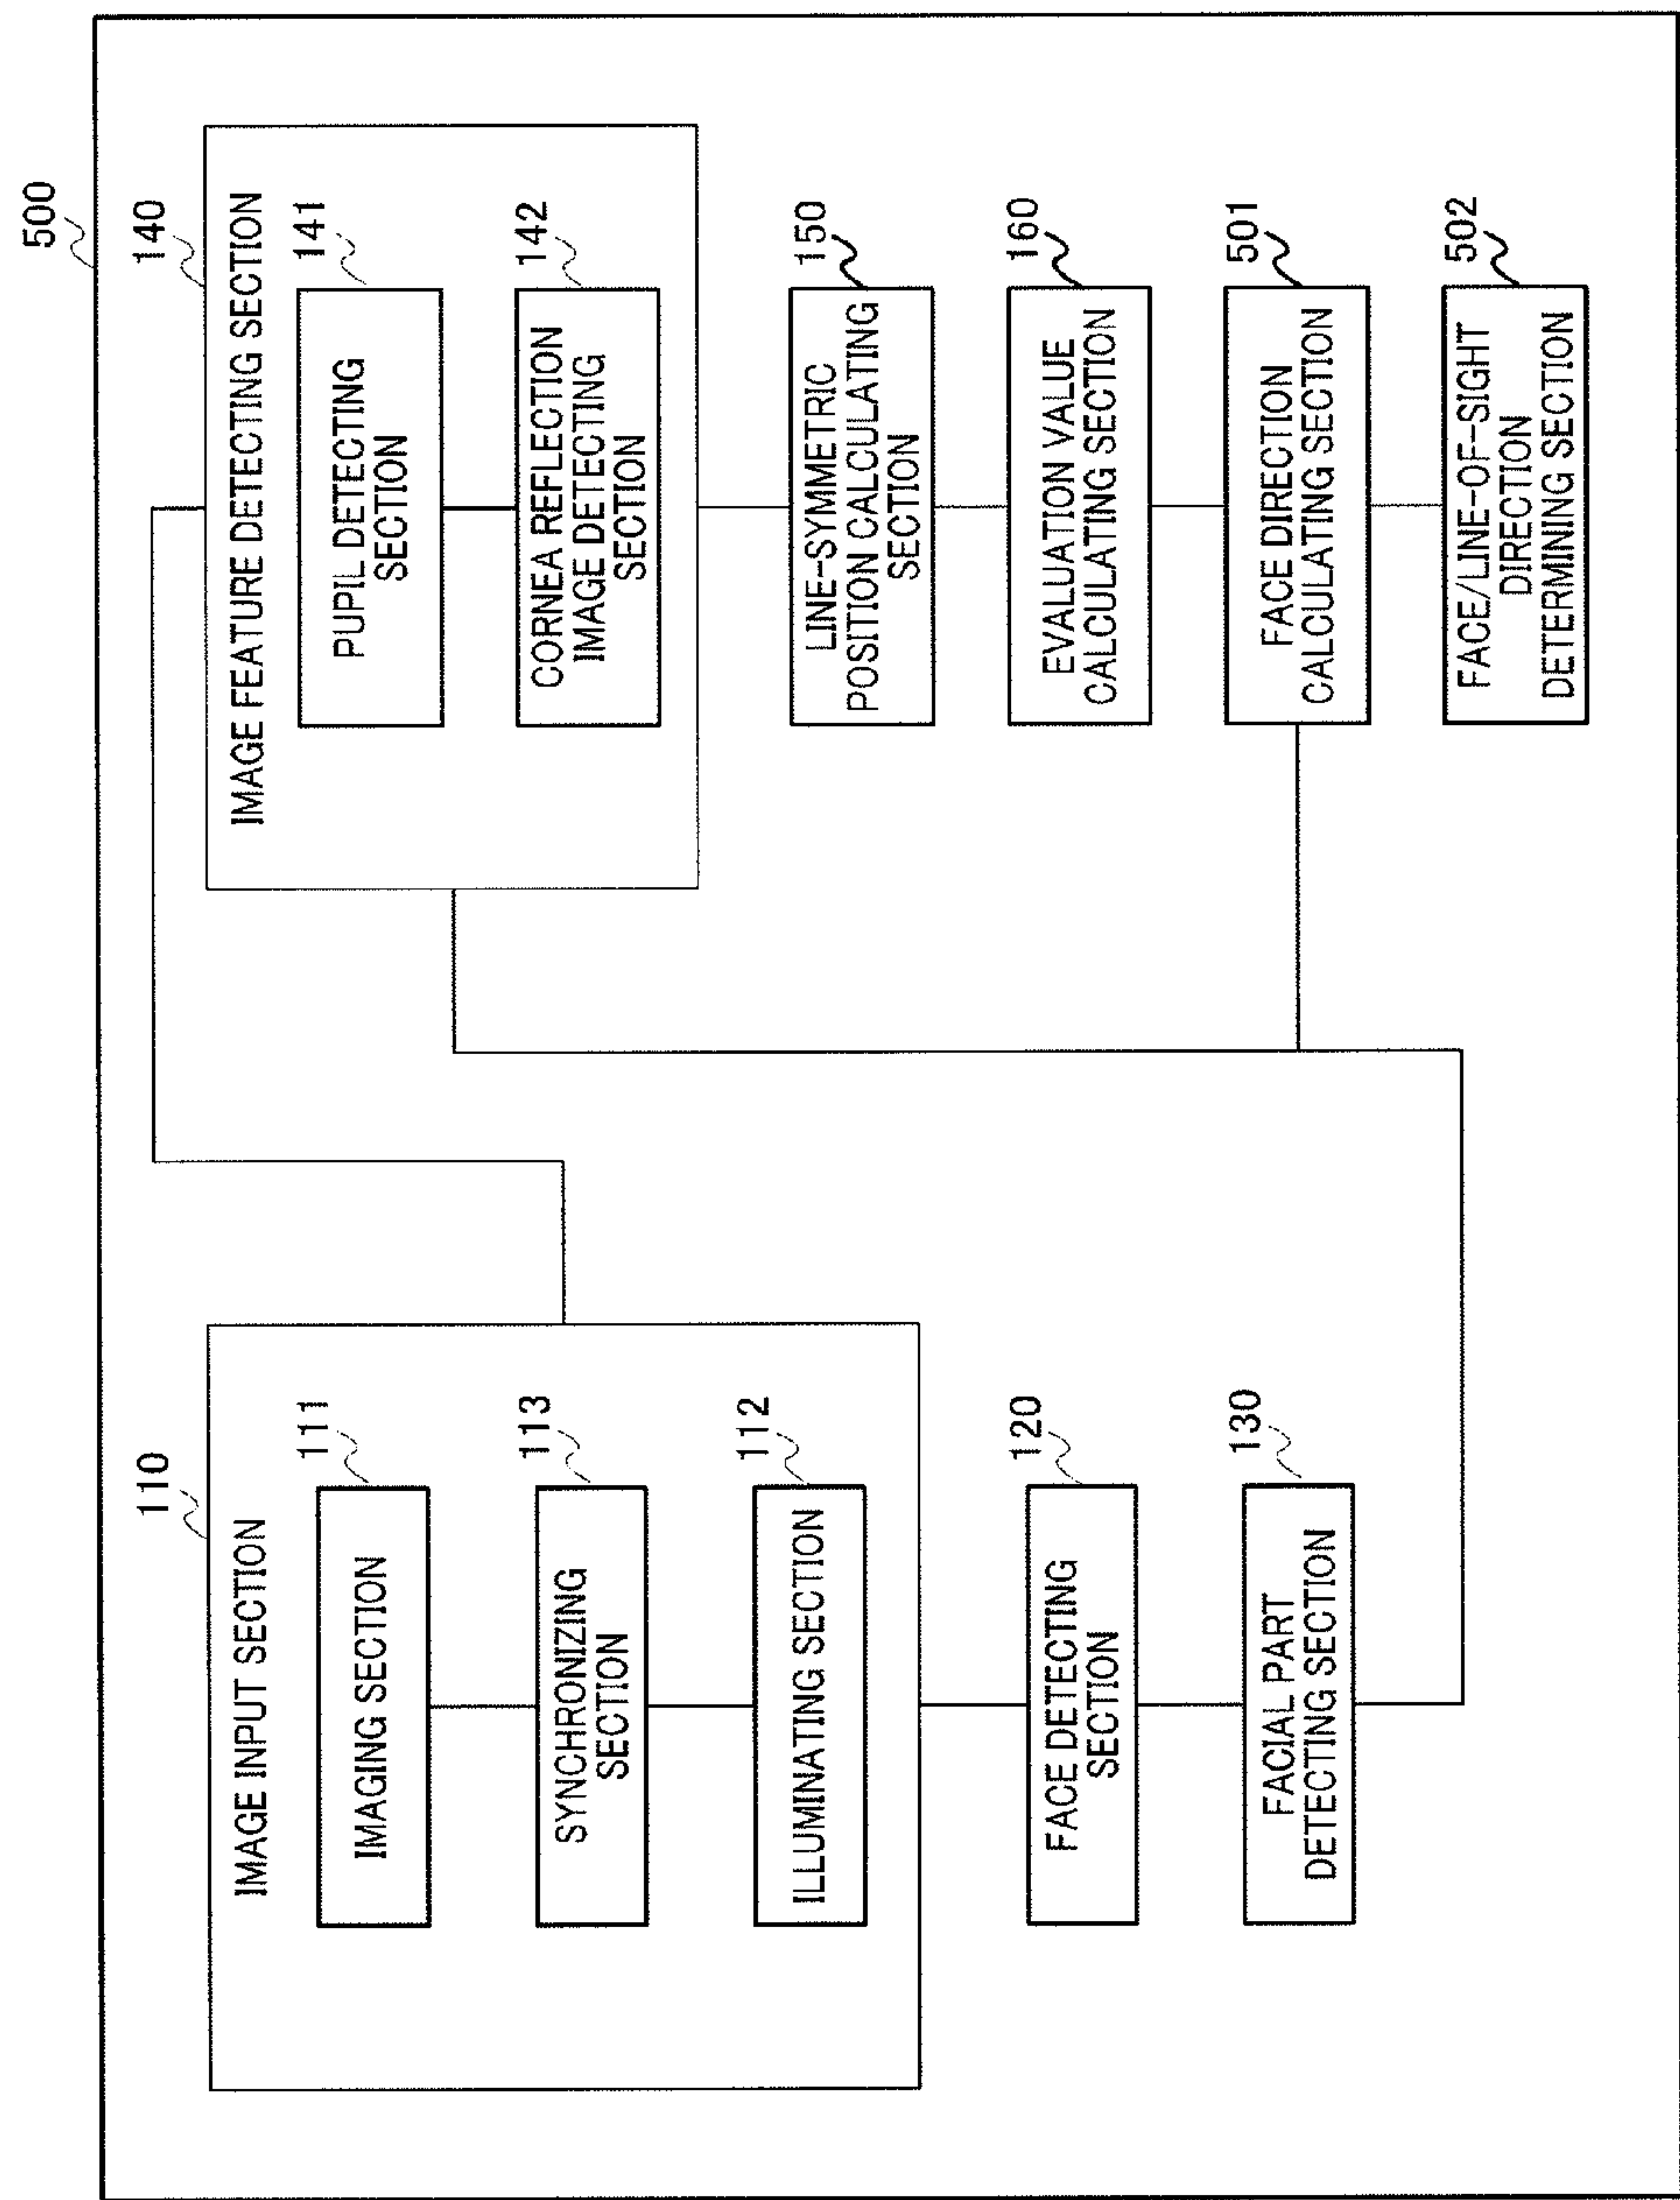 500
110
IMAGE INPUT SECTION
111
IMAGING SECTION
113
SYNCHRONIZING
SECTION
112
ILLUMINATING SECTION
120
FACE DETECTING
SECTION
130
FACIAL PART
DETECTING SECTION
140
IMAGE FEATURE DETECTING SECTION
141
PUPIL DETECTING
SECTION
142
CORNEA REFLECTION
IMAGE DETECTING
SECTION
150
LINE-SYMMETRIC
POSITION CALCULATING
SECTION
160
EVALUATION VALUE
CALCULATING SECTION
501
FACE DIRECTION
CALCULATING SECTION
502
FACE/LINE-OF-SIGHT
DIRECTION
DETERMINING SECTION